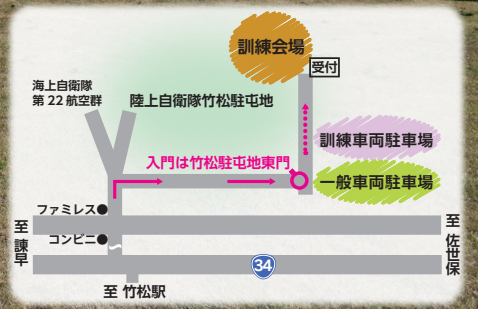 訓練会場
受付
海上自衛隊
第22航空群
陸上自衛隊竹松駐屯地
訓練車両駐車場
入門は竹松駐屯地東門
一般車両駐車場
ファミレス●
至 諫早
コンビニ●
至 佐世保
34
至 竹松駅